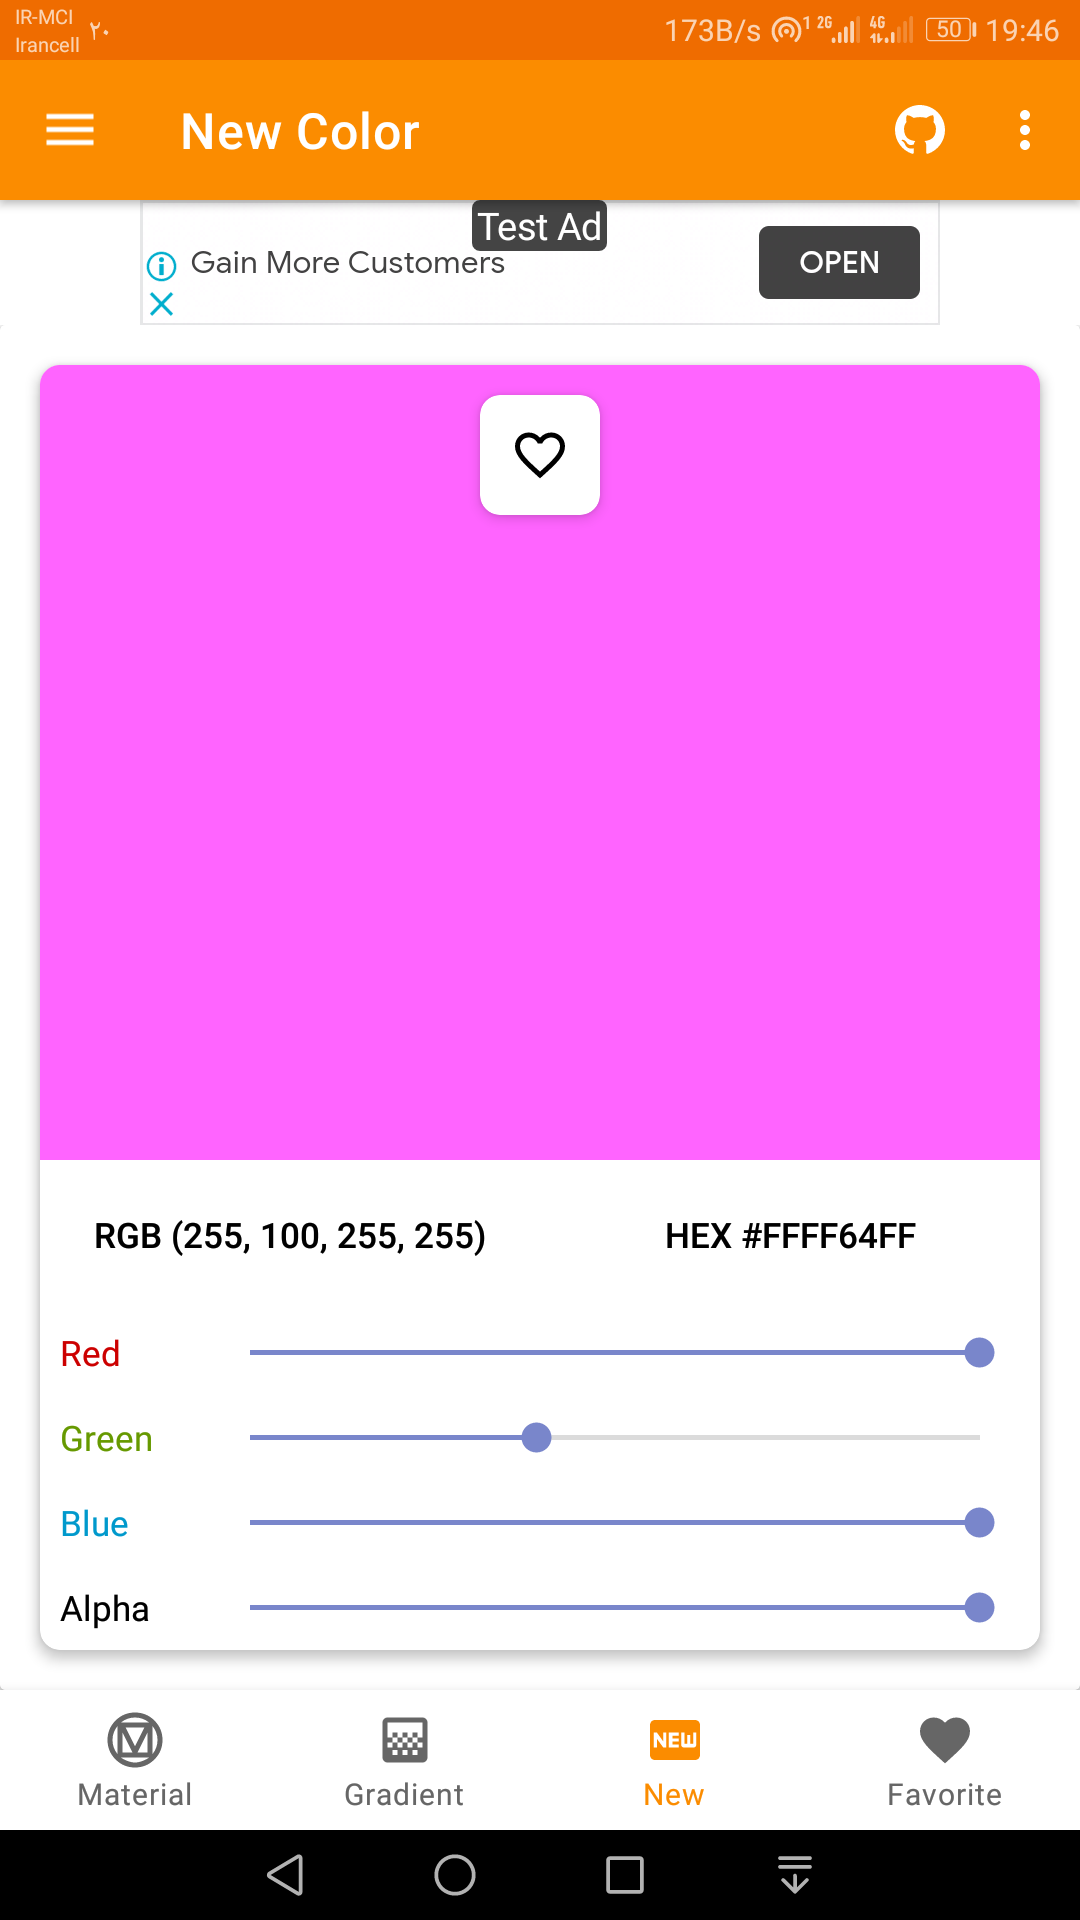 IR-MCI
Irancell
۲۰
173B/s 1 2G 4G 50 19:46
New Color
Test Ad
Gain More Customers
OPEN
RGB (255, 100, 255, 255)
HEX #FFFF64FF
Red
Green
Blue
Alpha
NEW
Material
Gradient
New
Favorite